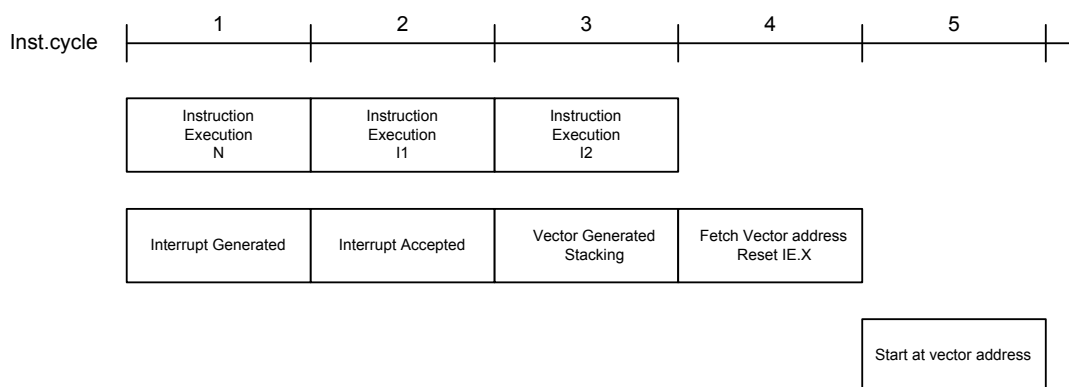 1 2 3 4 5
Inst.cycle
Instruction
Execution
N
Instruction
Execution
I1
Instruction
Execution
I2
Interrupt Generated
Interrupt Accepted
Vector Generated
Stacking
Fetch Vector address
Reset IE.X
Start at vector address